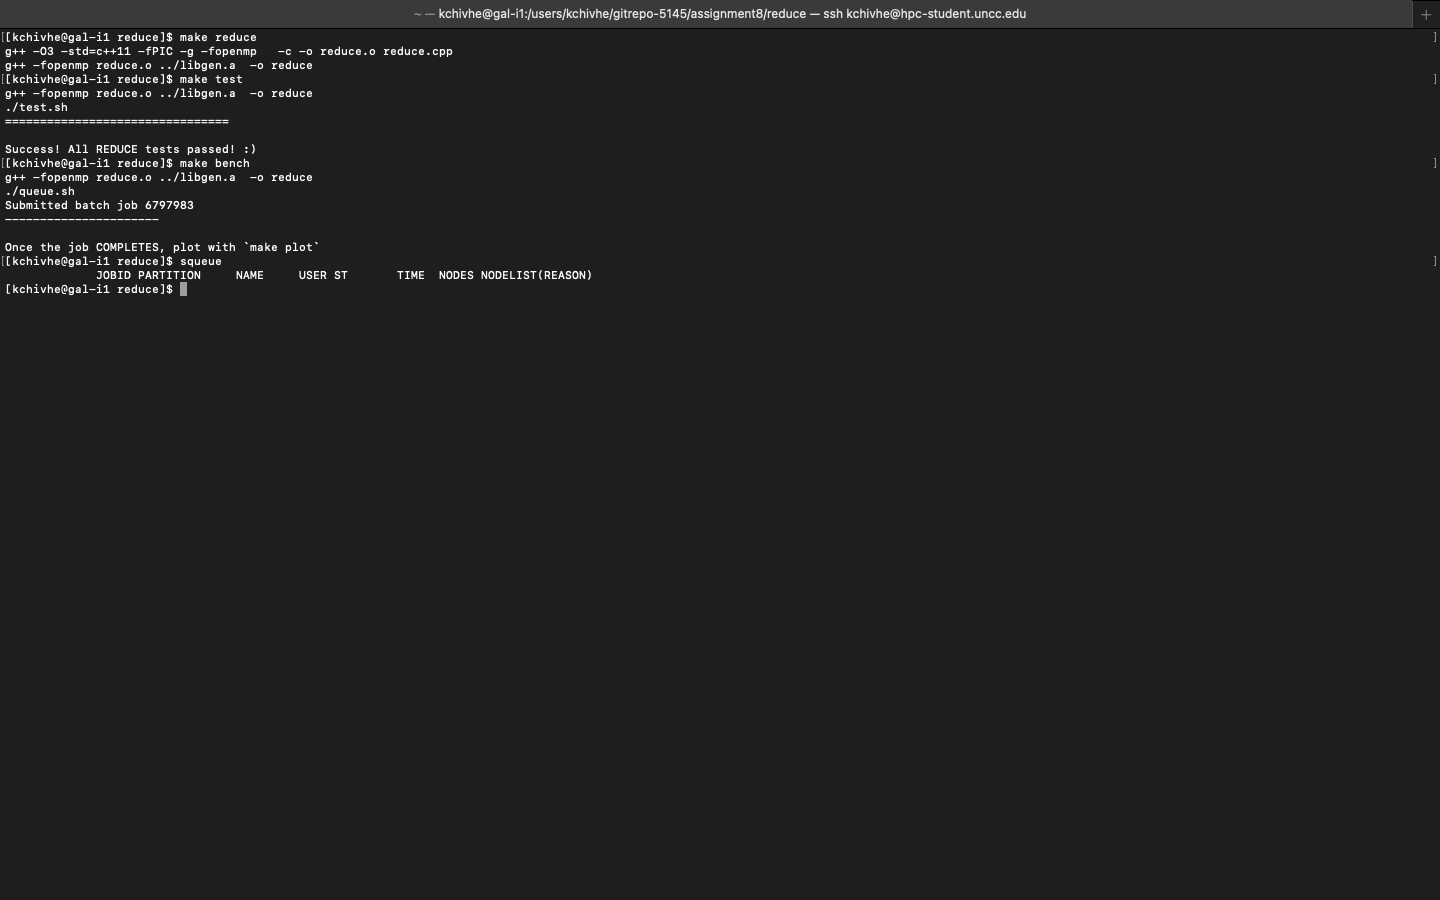 ~ — kchivhe@gal-i1:/users/kchivhe/gitrepo-5145/assignment8/reduce — ssh kchivhe@hpc-student.uncc.edu
[[kchivhe@gal-i1 reduce]$ make reduce ]
g++ -O3 -std=c++11 -fPIC -g -fopenmp   -c -o reduce.o reduce.cpp
g++ -fopenmp reduce.o ../libgen.a  -o reduce
[[kchivhe@gal-i1 reduce]$ make test ]
g++ -fopenmp reduce.o ../libgen.a  -o reduce
./test.sh
================================
Success! All REDUCE tests passed! :)
[[kchivhe@gal-i1 reduce]$ make bench ]
g++ -fopenmp reduce.o ../libgen.a  -o reduce
./queue.sh
Submitted batch job 6797983
----------------------
Once the job COMPLETES, plot with `make plot`
[[kchivhe@gal-i1 reduce]$ squeue ]
             JOBID PARTITION     NAME     USER ST       TIME  NODES NODELIST(REASON)
[kchivhe@gal-i1 reduce]$